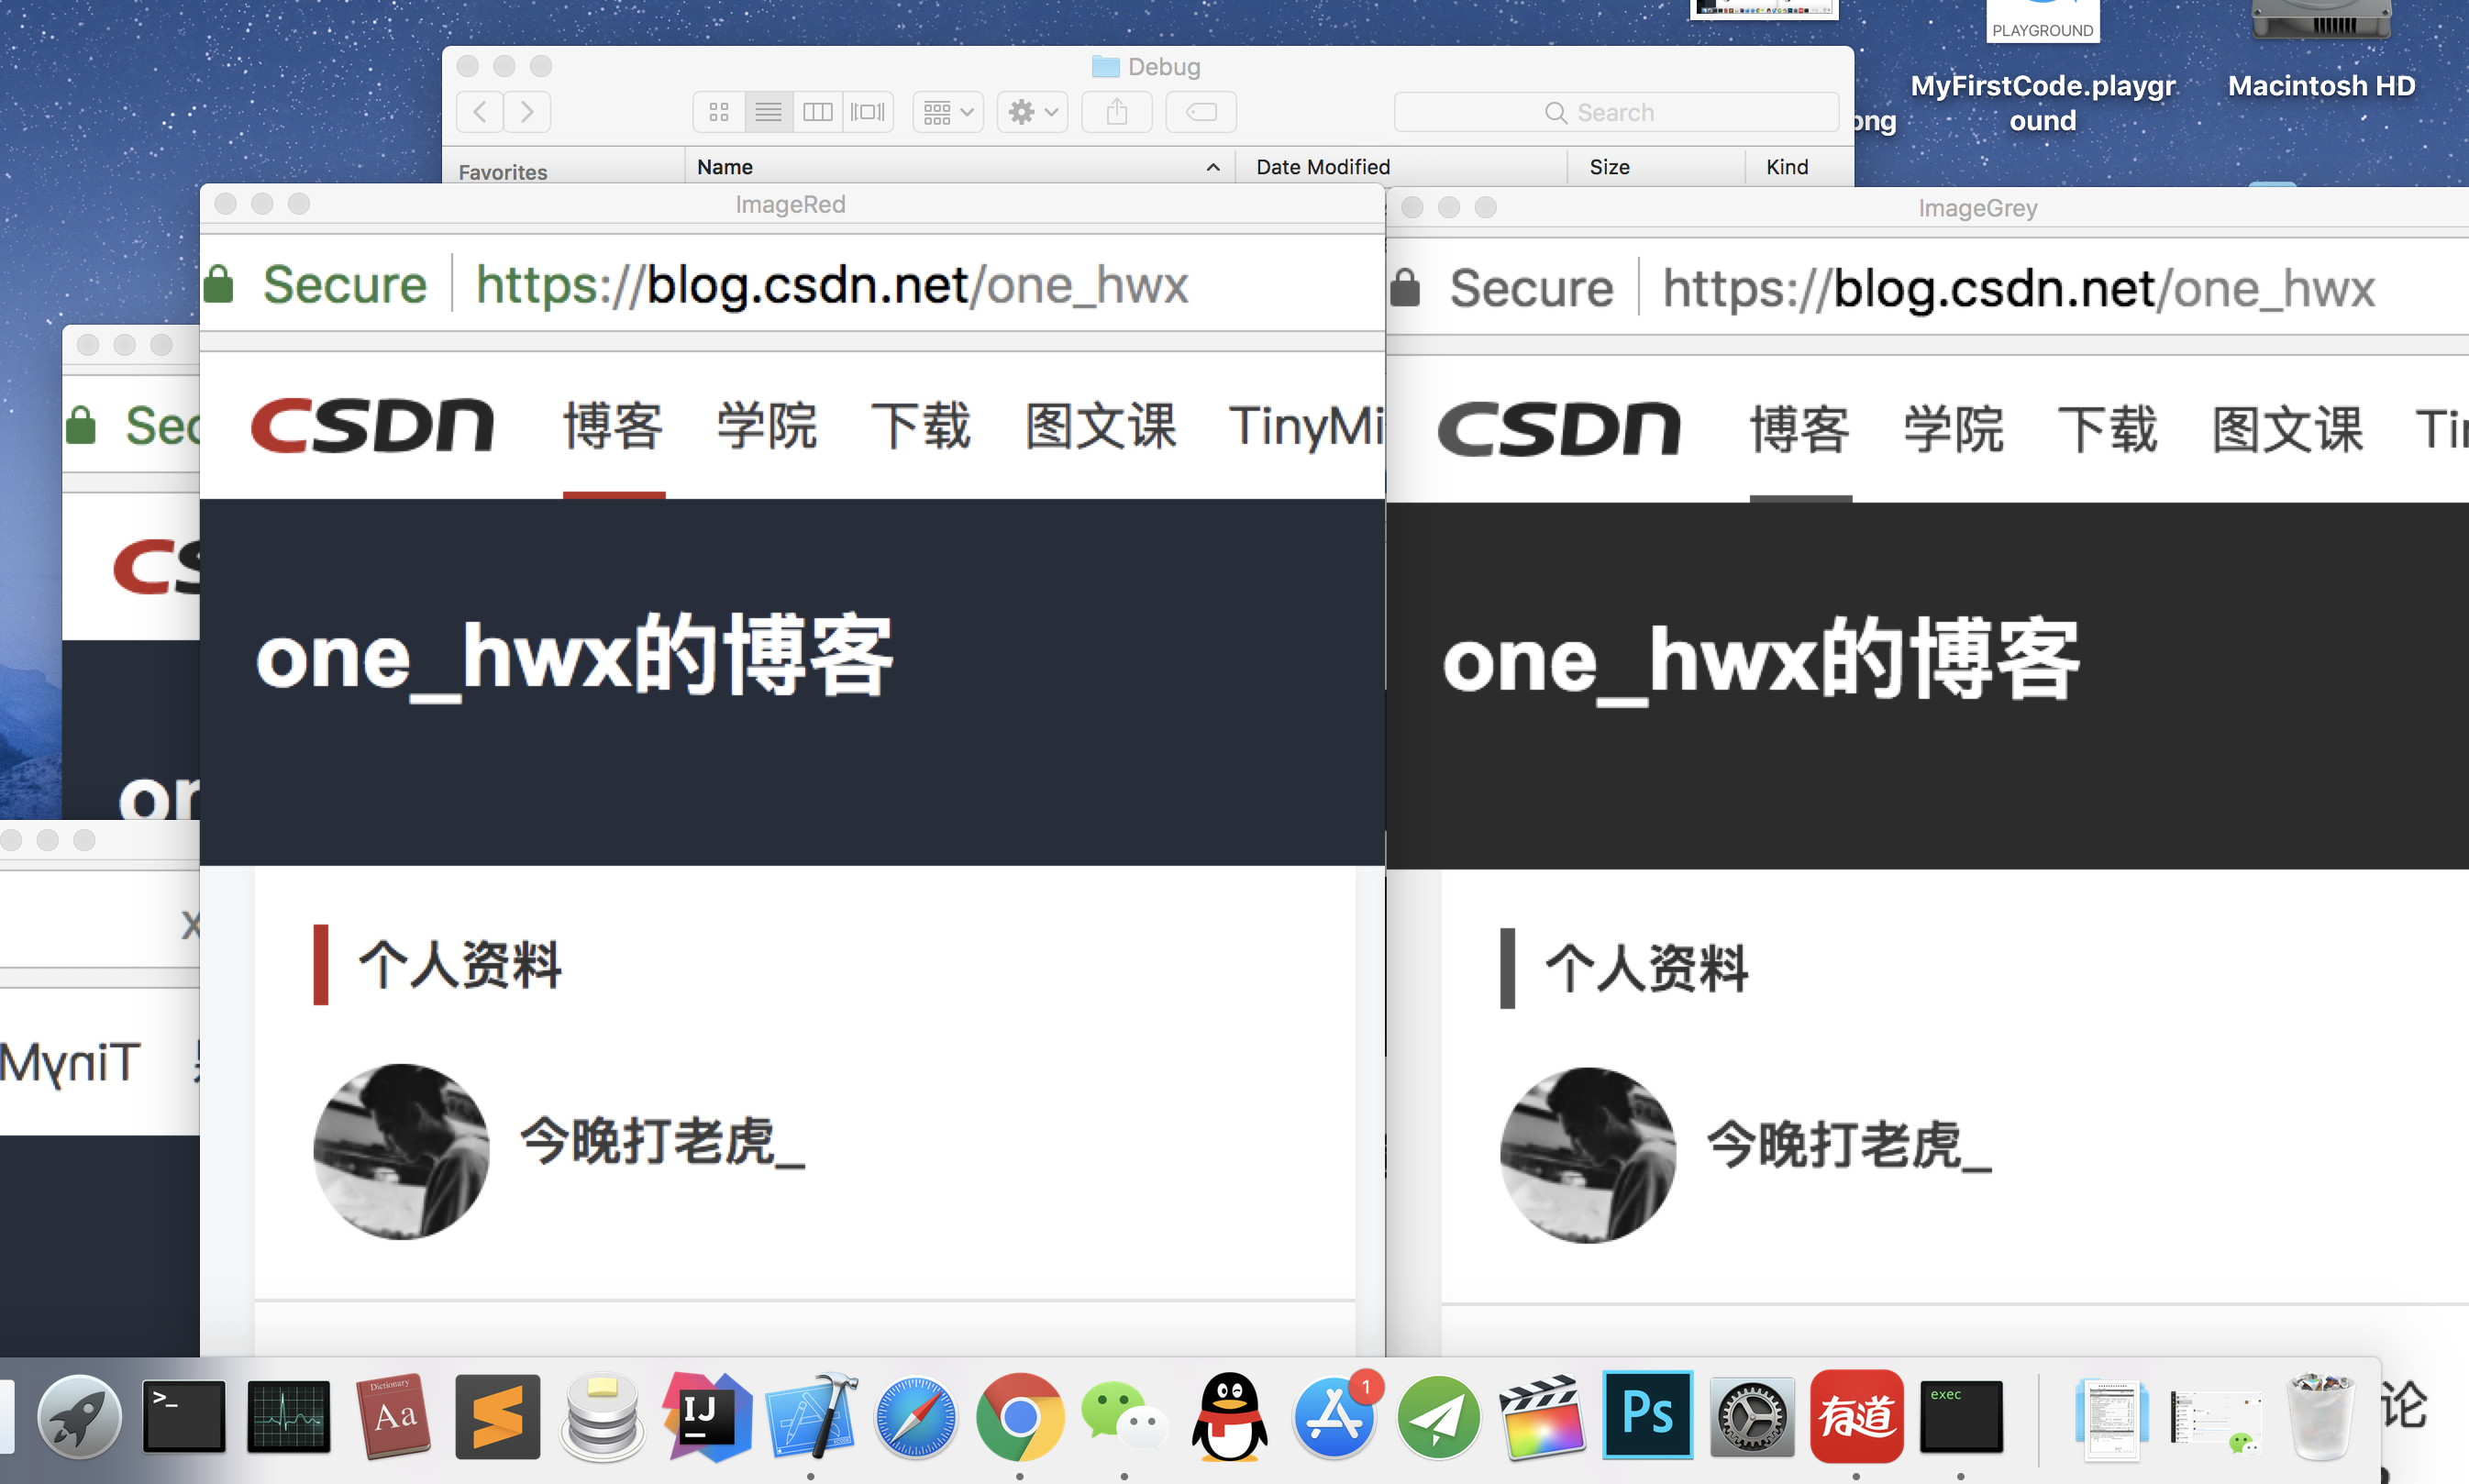 PLAYGROUND
MyFirstCode.playground
Macintosh HD
png
Debug
Search
Favorites
Name
Date Modified
Size
Kind
ImageRed
Secure
https://blog.csdn.net/one_hwx
CSDN
博客
学院
下载
图文课
TinyMi
one_hwx的博客
个人资料
今晚打老虎_
ImageGrey
Secure
https://blog.csdn.net/one_hwx
CSDN
博客
学院
下载
图文课
Tin
one_hwx的博客
个人资料
今晚打老虎_
Sec
CS
on
x
TinyM
>_
Dictionary
Aa
IJ
1
Ps
有道
exec
论